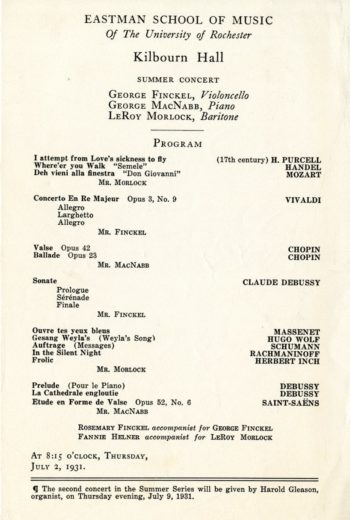 EASTMAN SCHOOL OF MUSIC
Of The University of Rochester
Kilbourn Hall
SUMMER CONCERT
GEORGE FINCKEL, Violoncello
GEORGE MACNABB, Piano
LEROY MORLOCK, Baritone
PROGRAM
I attempt from Love's sickness to fly (17th century) H. PURCELL
Where'er you Walk "Semele" HANDEL
Deh vieni alla finestra "Don Giovanni" MOZART
MR. MORLOCK
Concerto En Re Majeur Opus 3, No. 9 VIVALDI
Allegro
Larghetto
Allegro
MR. FINCKEL
Valse Opus 42 CHOPIN
Ballade Opus 23 CHOPIN
MR. MACNABB
Sonate CLAUDE DEBUSSY
Prologue
Sérénade
Finale
MR. FINCKEL
Ouvre tes yeux bleus MASSENET
Gesang Weyla's (Weyla's Song) HUGO WOLF
Auftrage (Messages) SCHUMANN
In the Silent Night RACHMANINOFF
Frolic HERBERT INCH
MR. MORLOCK
Prelude (Pour le Piano) DEBUSSY
La Cathedrale engloutie DEBUSSY
Etude en Forme de Valse Opus 52, No. 6 SAINT-SAËNS
MR. MACNABB
ROSEMARY FINCKEL accompanist for GEORGE FINCKEL
FANNIE HELNER accompanist for LEROY MORLOCK
AT 8:15 O'CLOCK, THURSDAY,
JULY 2, 1931.
¶ The second concert in the Summer Series will be given by Harold Gleason,
organist, on Thursday evening, July 9, 1931.